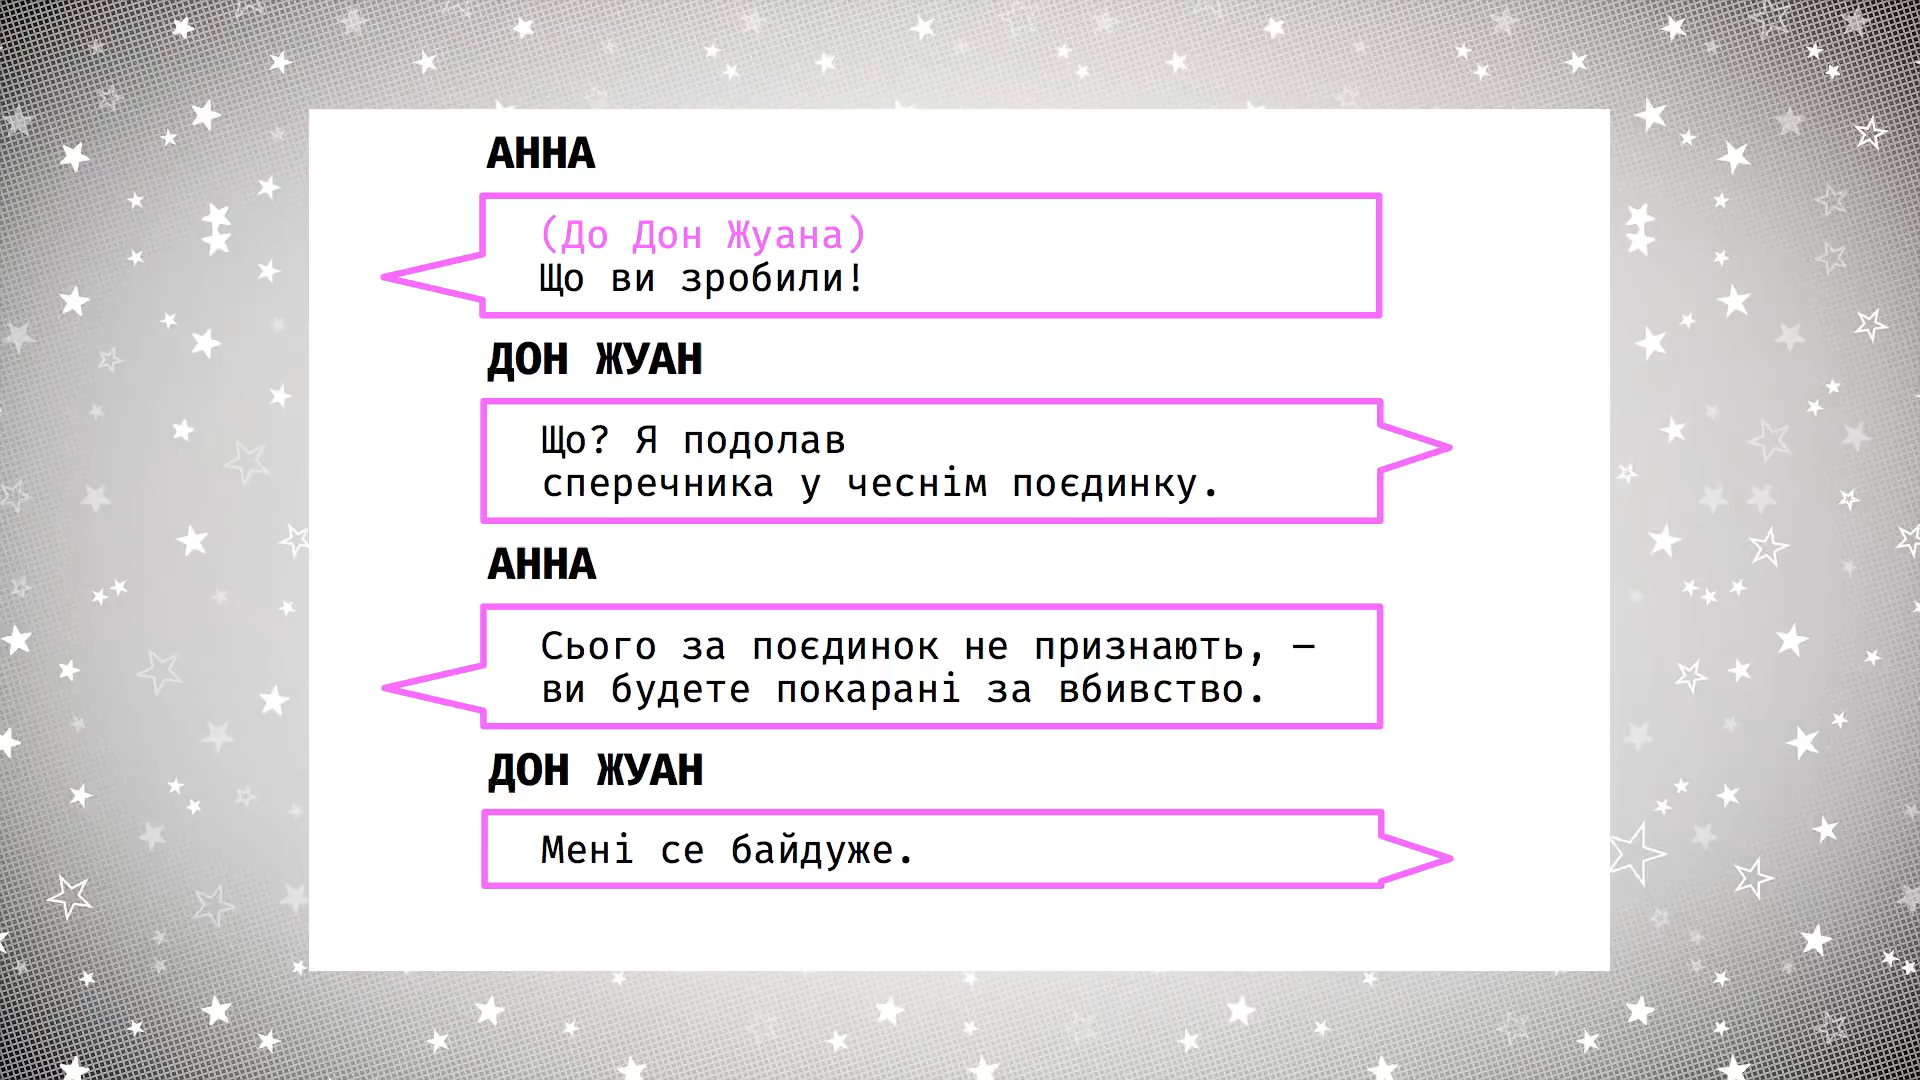 АННА
(До Дон Жуана)
Що ви зробили!
ДОН ЖУАН
Що? Я подолав
сперечника у чеснім поєдинку.
АННА
Сього за поєдинок не признають, —
ви будете покарані за вбивство.
ДОН ЖУАН
Мені се байдуже.